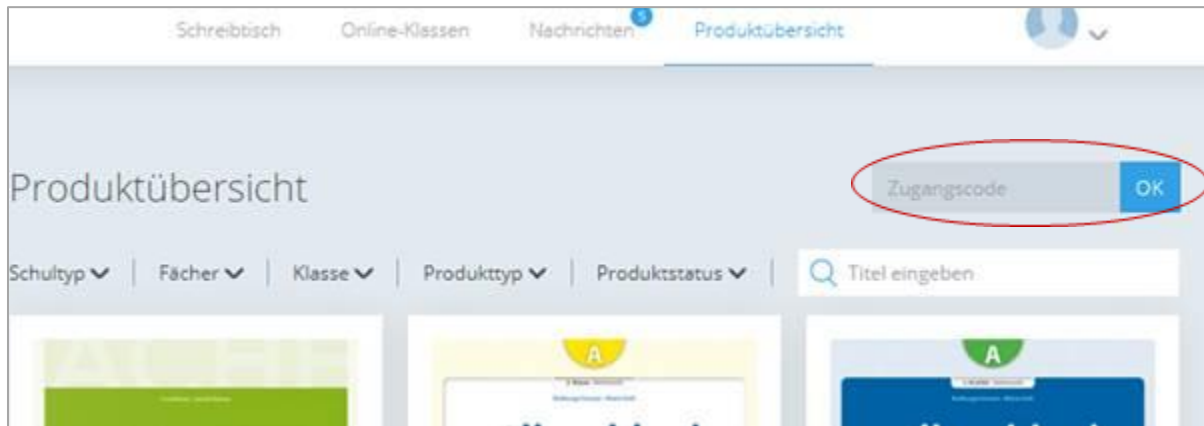 Schreibtisch Online-Klassen Nachrichten 5 Produktübersicht
Produktübersicht Zugangscode OK
Schultyp Fächer Klasse Produkttyp Produktstatus Titel eingeben
A A